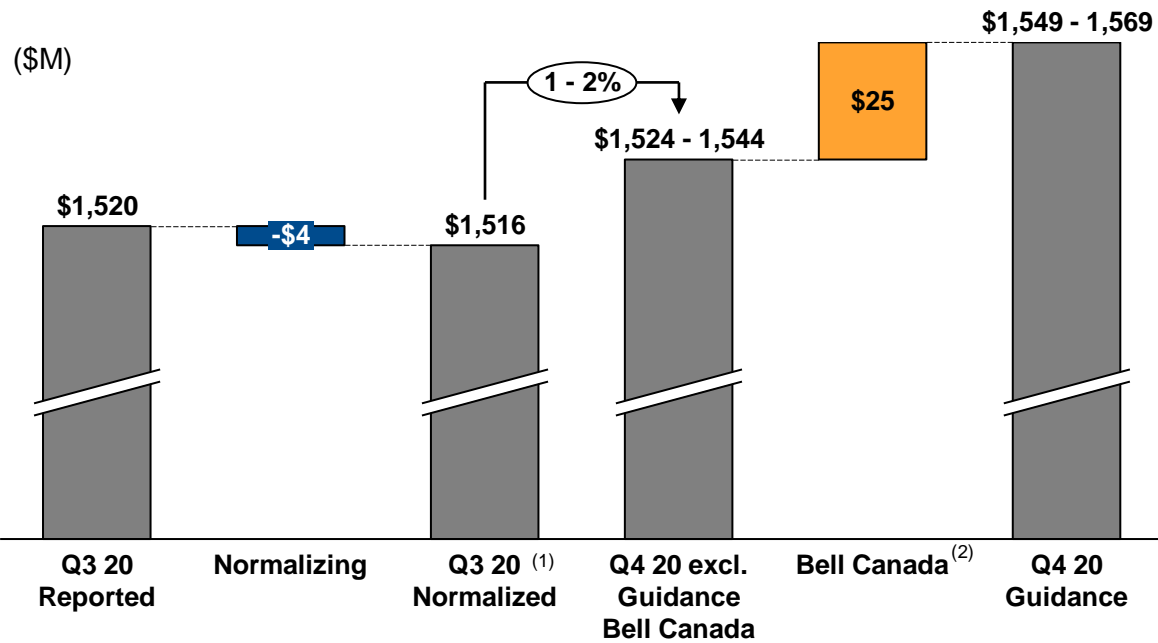 $1,549 - 1,569
($M)
1 - 2%
$25
$1,524 - 1,544
$1,520
-$4
$1,516
Q3 20
Reported
Normalizing
Q3 20 (1)
Normalized
Q4 20 excl.
Guidance
Bell Canada
Bell Canada(2)
Q4 20
Guidance